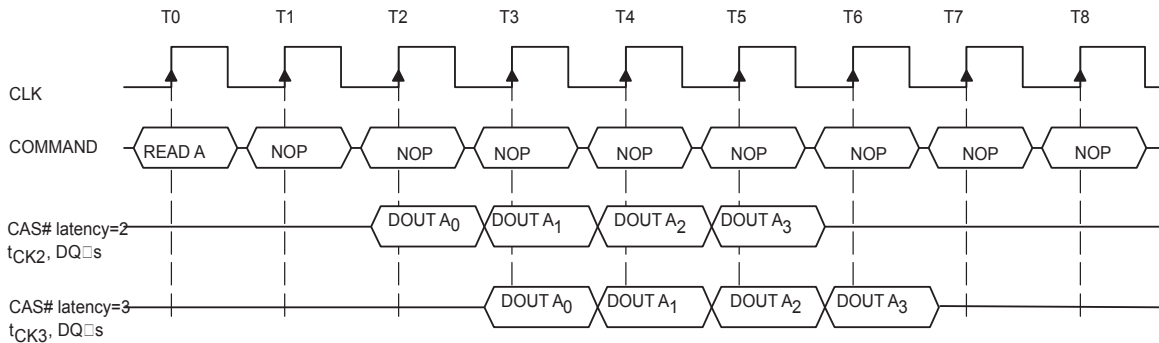 T0 T1 T2 T3 T4 T5 T6 T7 T8
CLK
COMMAND READ A NOP NOP NOP NOP NOP NOP NOP NOP
CAS# latency=2 DOUT A0 DOUT A1 DOUT A2 DOUT A3
tCK2, DQ□s
CAS# latency=3 DOUT A0 DOUT A1 DOUT A2 DOUT A3
tCK3, DQ□s